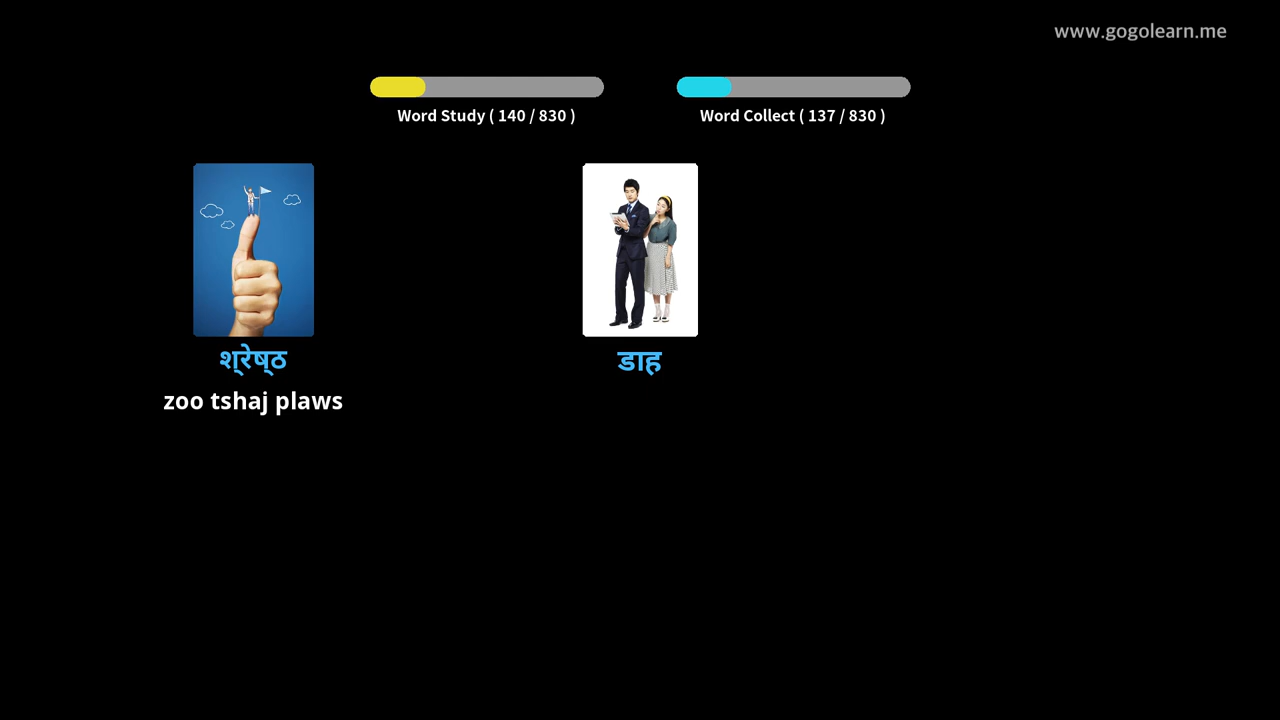 www.gogolearn.me
Word Study ( 140 / 830 )
Word Collect ( 137 / 830 )
श्रेष्ठ
डाह
zoo tshaj plaws